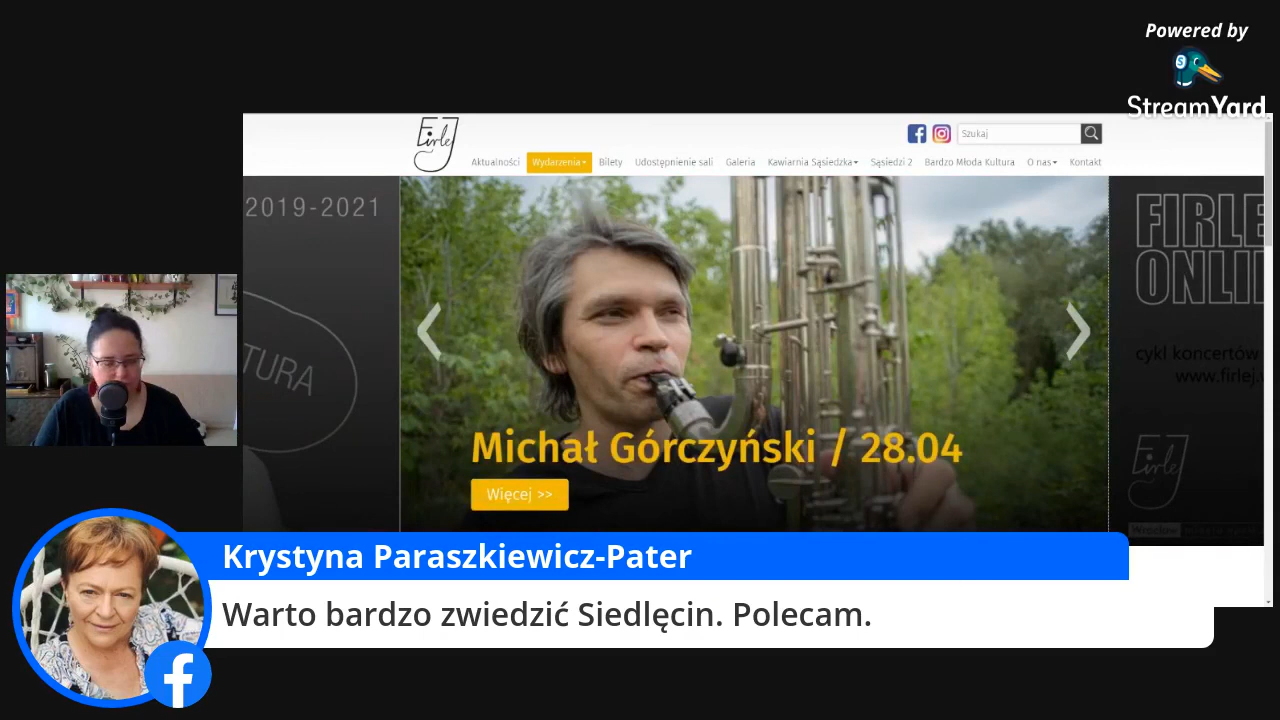 Powered by
StreamYard
Firlej
Szukaj
Aktualności Wydarzenia Bilety Udostępnienie sali Galeria Kawiarnia Sąsiedzka Sąsiedzi 2 Bardzo Młoda Kultura O nas Kontakt
2019-2021
FIRLE
ONLI
TURA
cykl koncertów
www.firlej.
Michał Górczyński / 28.04
Więcej >>
Firlej
Wrocław
Krystyna Paraszkiewicz-Pater
Warto bardzo zwiedzić Siedlęcin. Polecam.